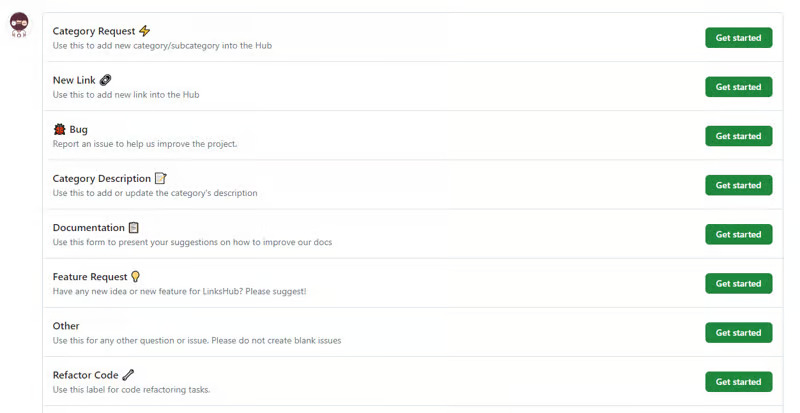 Category Request ⚡
Use this to add new category/subcategory into the Hub
Get started
New Link 🔗
Use this to add new link into the Hub
Get started
🐞 Bug
Report an issue to help us improve the project.
Get started
Category Description 📝
Use this to add or update the category's description
Get started
Documentation 📋
Use this form to present your suggestions on how to improve our docs
Get started
Feature Request 💡
Have any new idea or new feature for LinksHub? Please suggest!
Get started
Other
Use this for any other question or issue. Please do not create blank issues
Get started
Refactor Code 🔧
Use this label for code refactoring tasks.
Get started